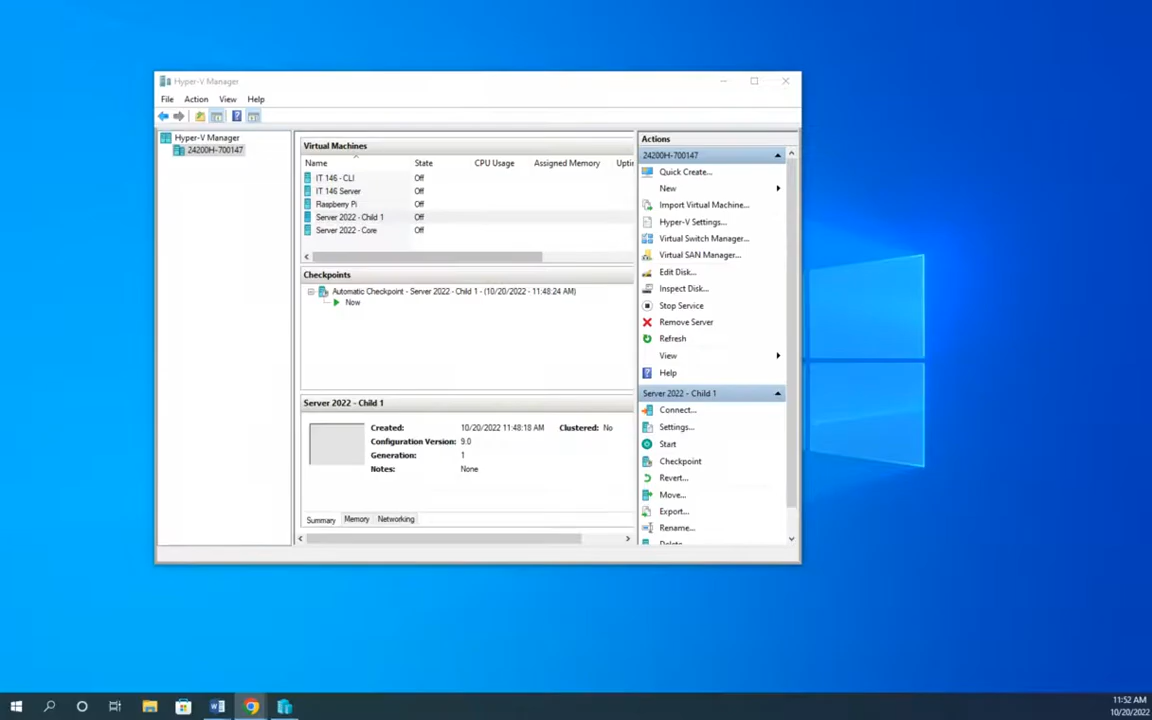 Hyper-V Manager
File Action View Help
Hyper-V Manager
24200H-700147
Virtual Machines
Name State CPU Usage Assigned Memory Upti
IT 146 - CLI Off
IT 146 Server Off
Raspberry Pi Off
Server 2022 - Child 1 Off
Server 2022 - Core Off
Checkpoints
Automatic Checkpoint - Server 2022 - Child 1 - (10/20/2022 - 11:48:24 AM)
Now
Server 2022 - Child 1
Created: 10/20/2022 11:48:18 AM Clustered: No
Configuration Version: 9.0
Generation: 1
Notes: None
Summary Memory Networking
Actions
24200H-700147
Quick Create...
New
Import Virtual Machine...
Hyper-V Settings...
Virtual Switch Manager...
Virtual SAN Manager...
Edit Disk...
Inspect Disk...
Stop Service
Remove Server
Refresh
View
Help
Server 2022 - Child 1
Connect...
Settings...
Start
Checkpoint
Revert...
Move...
Export...
Rename...
Delete...
11:52 AM
10/20/2022